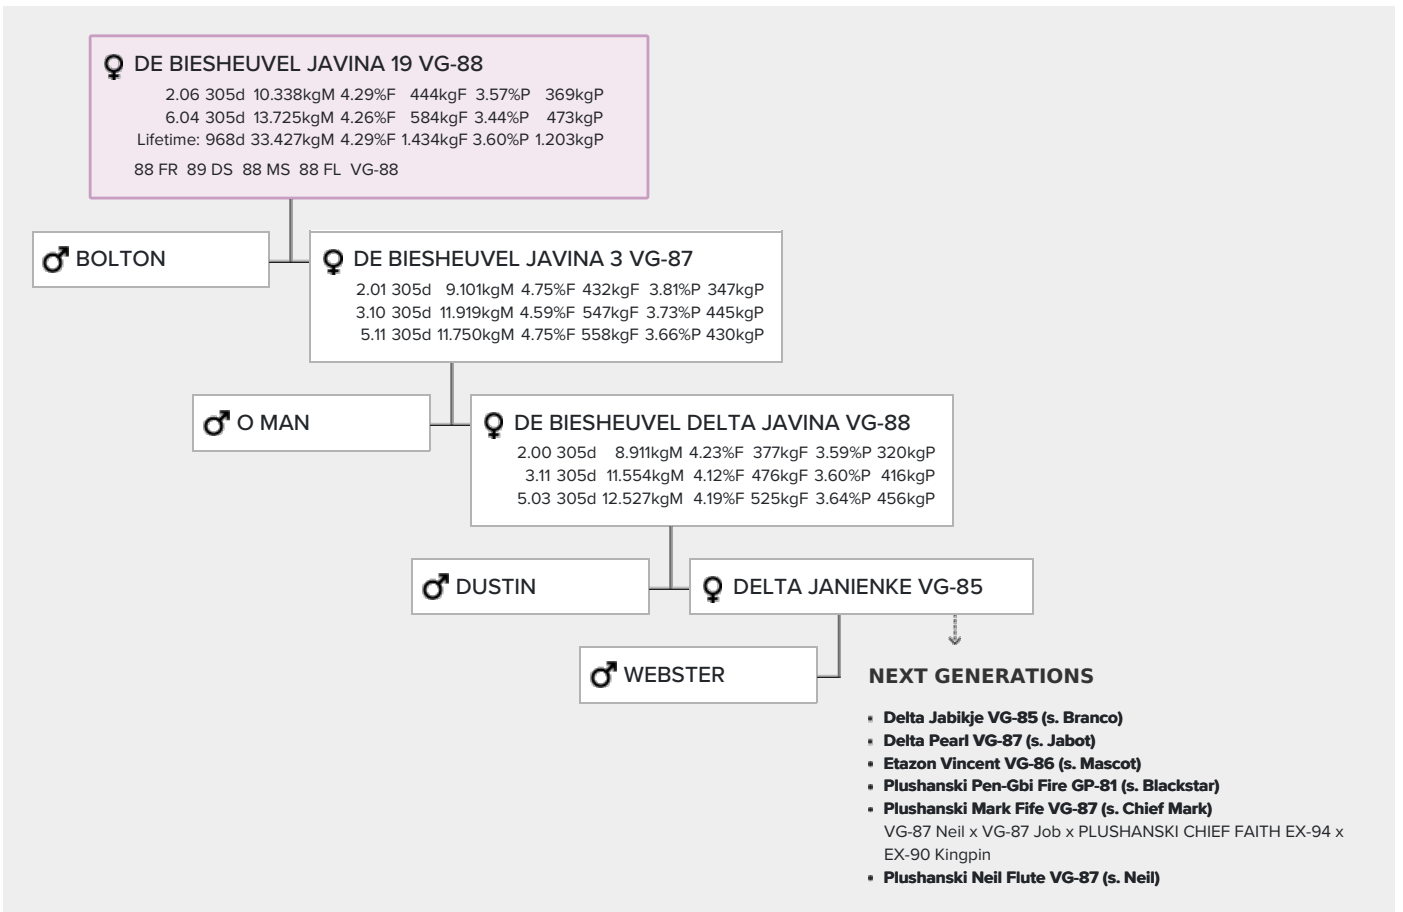 DE BIESHEUVEL JAVINA 19 VG-88
2.06 305d 10.338kgM 4.29%F 444kgF 3.57%P 369kgP
6.04 305d 13.725kgM 4.26%F 584kgF 3.44%P 473kgP
Lifetime: 968d 33.427kgM 4.29%F 1.434kgF 3.60%P 1.203kgP
88 FR 89 DS 88 MS 88 FL VG-88
BOLTON
DE BIESHEUVEL JAVINA 3 VG-87
2.01 305d 9.101kgM 4.75%F 432kgF 3.81%P 347kgP
3.10 305d 11.919kgM 4.59%F 547kgF 3.73%P 445kgP
5.11 305d 11.750kgM 4.75%F 558kgF 3.66%P 430kgP
O MAN
DE BIESHEUVEL DELTA JAVINA VG-88
2.00 305d 8.911kgM 4.23%F 377kgF 3.59%P 320kgP
3.11 305d 11.554kgM 4.12%F 476kgF 3.60%P 416kgP
5.03 305d 12.527kgM 4.19%F 525kgF 3.64%P 456kgP
DUSTIN
DELTA JANIENKE VG-85
WEBSTER
NEXT GENERATIONS
• Delta Jabikje VG-85 (s. Branco)
• Delta Pearl VG-87 (s. Jabot)
• Etazon Vincent VG-86 (s. Mascot)
• Plushanski Pen-Gbi Fire GP-81 (s. Blackstar)
• Plushanski Mark Fife VG-87 (s. Chief Mark)
VG-87 Neil x VG-87 Job x PLUSHANSKI CHIEF FAITH EX-94 x
EX-90 Kingpin
• Plushanski Neil Flute VG-87 (s. Neil)